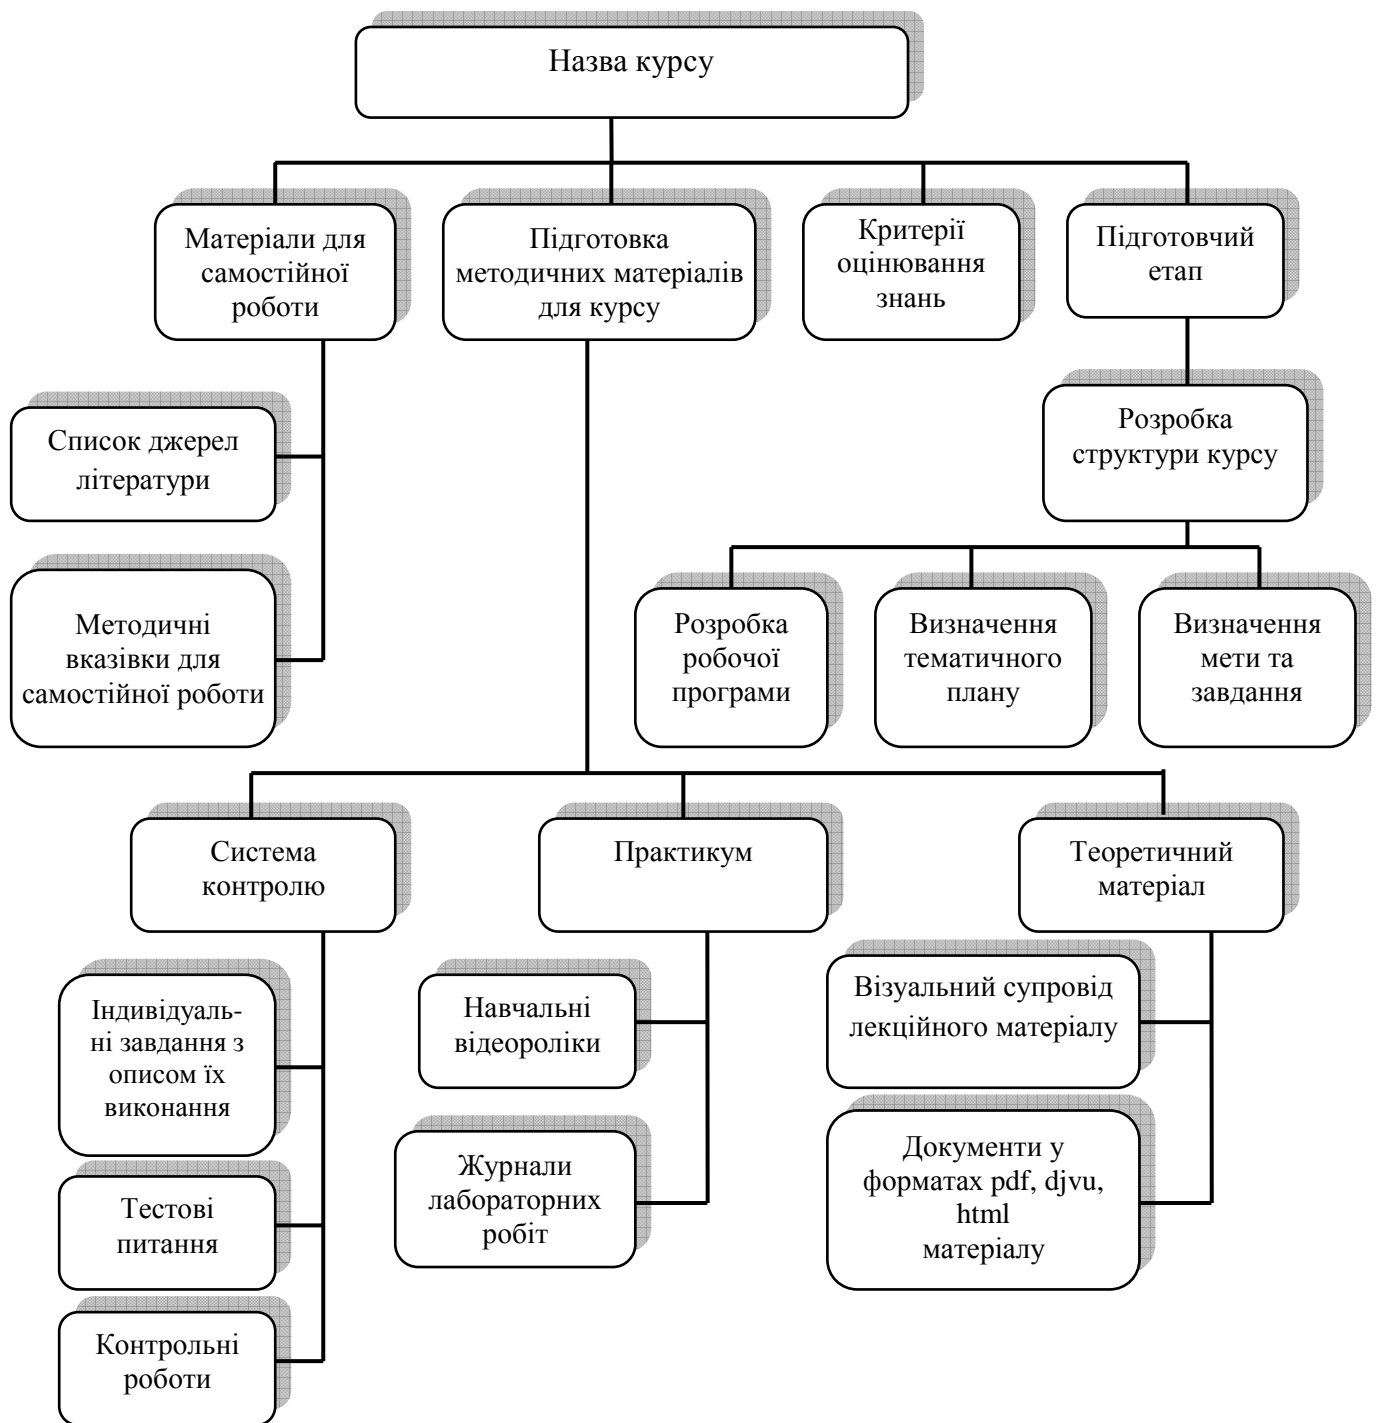 Назва курсу
Матеріали для
самостійної
роботи
Підготовка
методичних матеріалів
для курсу
Критерії
оцінювання
знань
Підготовчий
етап
Розробка
структури курсу
Список джерел
літератури
Методичні
вказівки для
самостійної роботи
Розробка
робочої
програми
Визначення
тематичного
плану
Визначення
мети та
завдання
Система
контролю
Практикум
Теоретичний
матеріал
Індивідуаль-
ні завдання з
описом їх
виконання
Тестові
питання
Контрольні
роботи
Навчальні
відеороліки
Журнали
лабораторних
робіт
Візуальний супровід
лекційного матеріалу
Документи у
форматах pdf, djvu,
html
матеріалу